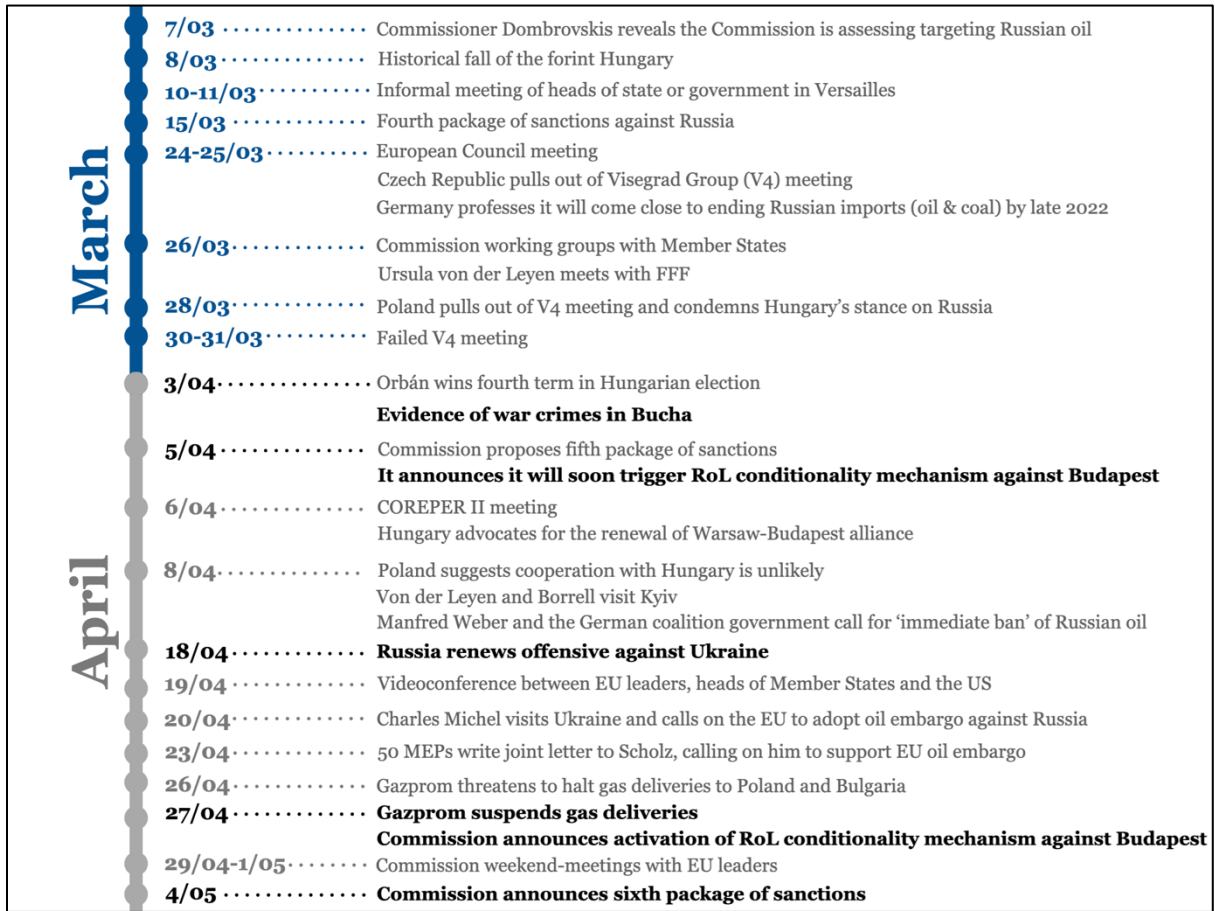 March
7/03 ·············· Commissioner Dombrovskis reveals the Commission is assessing targeting Russian oil
8/03 ·············· Historical fall of the forint Hungary
10-11/03 ··········· Informal meeting of heads of state or government in Versailles
15/03 ·············· Fourth package of sanctions against Russia
24-25/03 ·········· European Council meeting
Czech Republic pulls out of Visegrad Group (V4) meeting
Germany professes it will come close to ending Russian imports (oil & coal) by late 2022
26/03 ············· Commission working groups with Member States
Ursula von der Leyen meets with FFF
28/03 ············· Poland pulls out of V4 meeting and condemns Hungary’s stance on Russia
30-31/03 ·········· Failed V4 meeting
April
3/04 ··············· Orbán wins fourth term in Hungarian election
Evidence of war crimes in Bucha
5/04 ·············· Commission proposes fifth package of sanctions
It announces it will soon trigger RoL conditionality mechanism against Budapest
6/04 ·············· COREPER II meeting
Hungary advocates for the renewal of Warsaw-Budapest alliance
8/04 ·············· Poland suggests cooperation with Hungary is unlikely
Von der Leyen and Borrell visit Kyiv
Manfred Weber and the German coalition government call for ‘immediate ban’ of Russian oil
18/04 ············· Russia renews offensive against Ukraine
19/04 ············· Videoconference between EU leaders, heads of Member States and the US
20/04 ············· Charles Michel visits Ukraine and calls on the EU to adopt oil embargo against Russia
23/04 ············· 50 MEPs write joint letter to Scholz, calling on him to support EU oil embargo
26/04 ············· Gazprom threatens to halt gas deliveries to Poland and Bulgaria
27/04 ············· Gazprom suspends gas deliveries
Commission announces activation of RoL conditionality mechanism against Budapest
29/04-1/05 ········ Commission weekend-meetings with EU leaders
4/05 ·············· Commission announces sixth package of sanctions